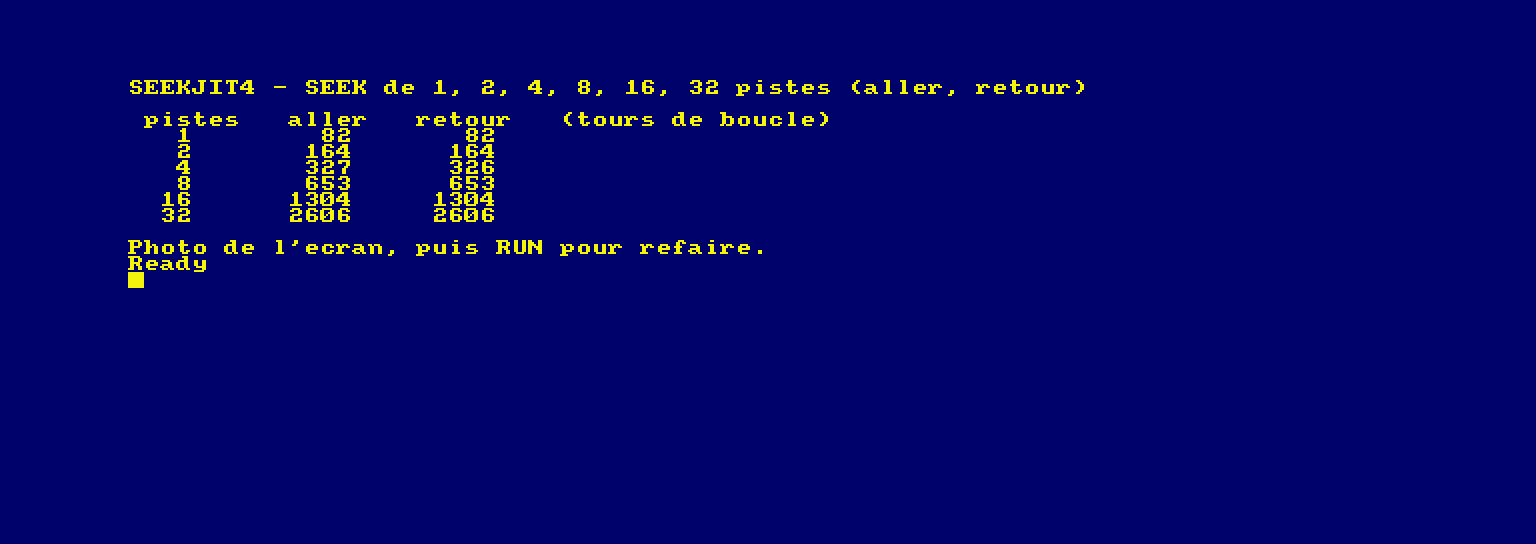 SEEKJIT4 - SEEK de 1, 2, 4, 8, 16, 32 pistes (aller, retour)
pistes aller retour (tours de boucle)
1 82 82
2 164 164
4 327 326
8 653 653
16 1304 1304
32 2606 2606
Photo de l'ecran, puis RUN pour refaire.
Ready